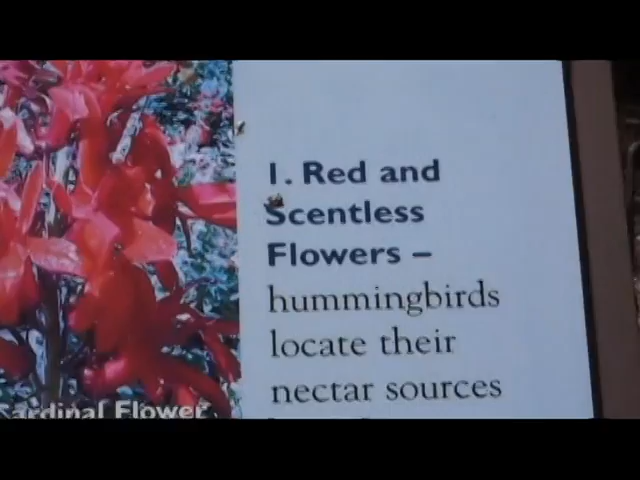 1. Red and
Scentless
Flowers –
hummingbirds
locate their
nectar sources
Cardinal Flower